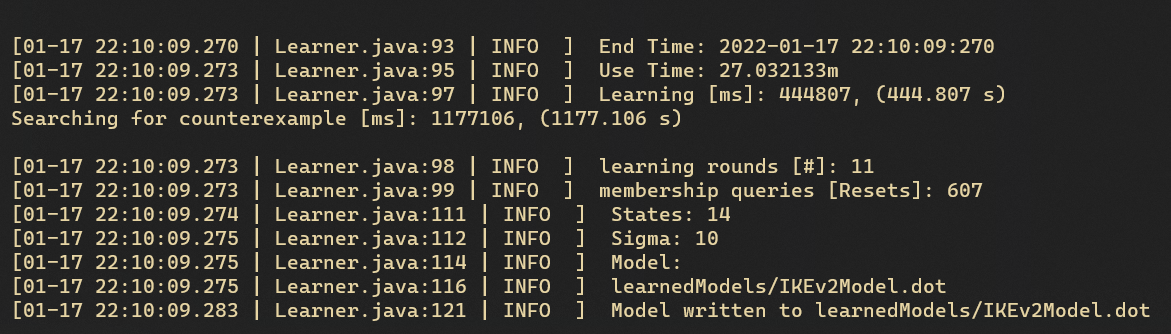 [01-17 22:10:09.270 | Learner.java:93 | INFO  ]  End Time: 2022-01-17 22:10:09:270
[01-17 22:10:09.273 | Learner.java:95 | INFO  ]  Use Time: 27.032133m
[01-17 22:10:09.273 | Learner.java:97 | INFO  ]  Learning [ms]: 444807, (444.807 s)
Searching for counterexample [ms]: 1177106, (1177.106 s)
[01-17 22:10:09.273 | Learner.java:98 | INFO  ]  learning rounds [#]: 11
[01-17 22:10:09.273 | Learner.java:99 | INFO  ]  membership queries [Resets]: 607
[01-17 22:10:09.274 | Learner.java:111 | INFO  ]  States: 14
[01-17 22:10:09.275 | Learner.java:112 | INFO  ]  Sigma: 10
[01-17 22:10:09.275 | Learner.java:114 | INFO  ]  Model:
[01-17 22:10:09.275 | Learner.java:116 | INFO  ]  learnedModels/IKEv2Model.dot
[01-17 22:10:09.283 | Learner.java:121 | INFO  ]  Model written to learnedModels/IKEv2Model.dot